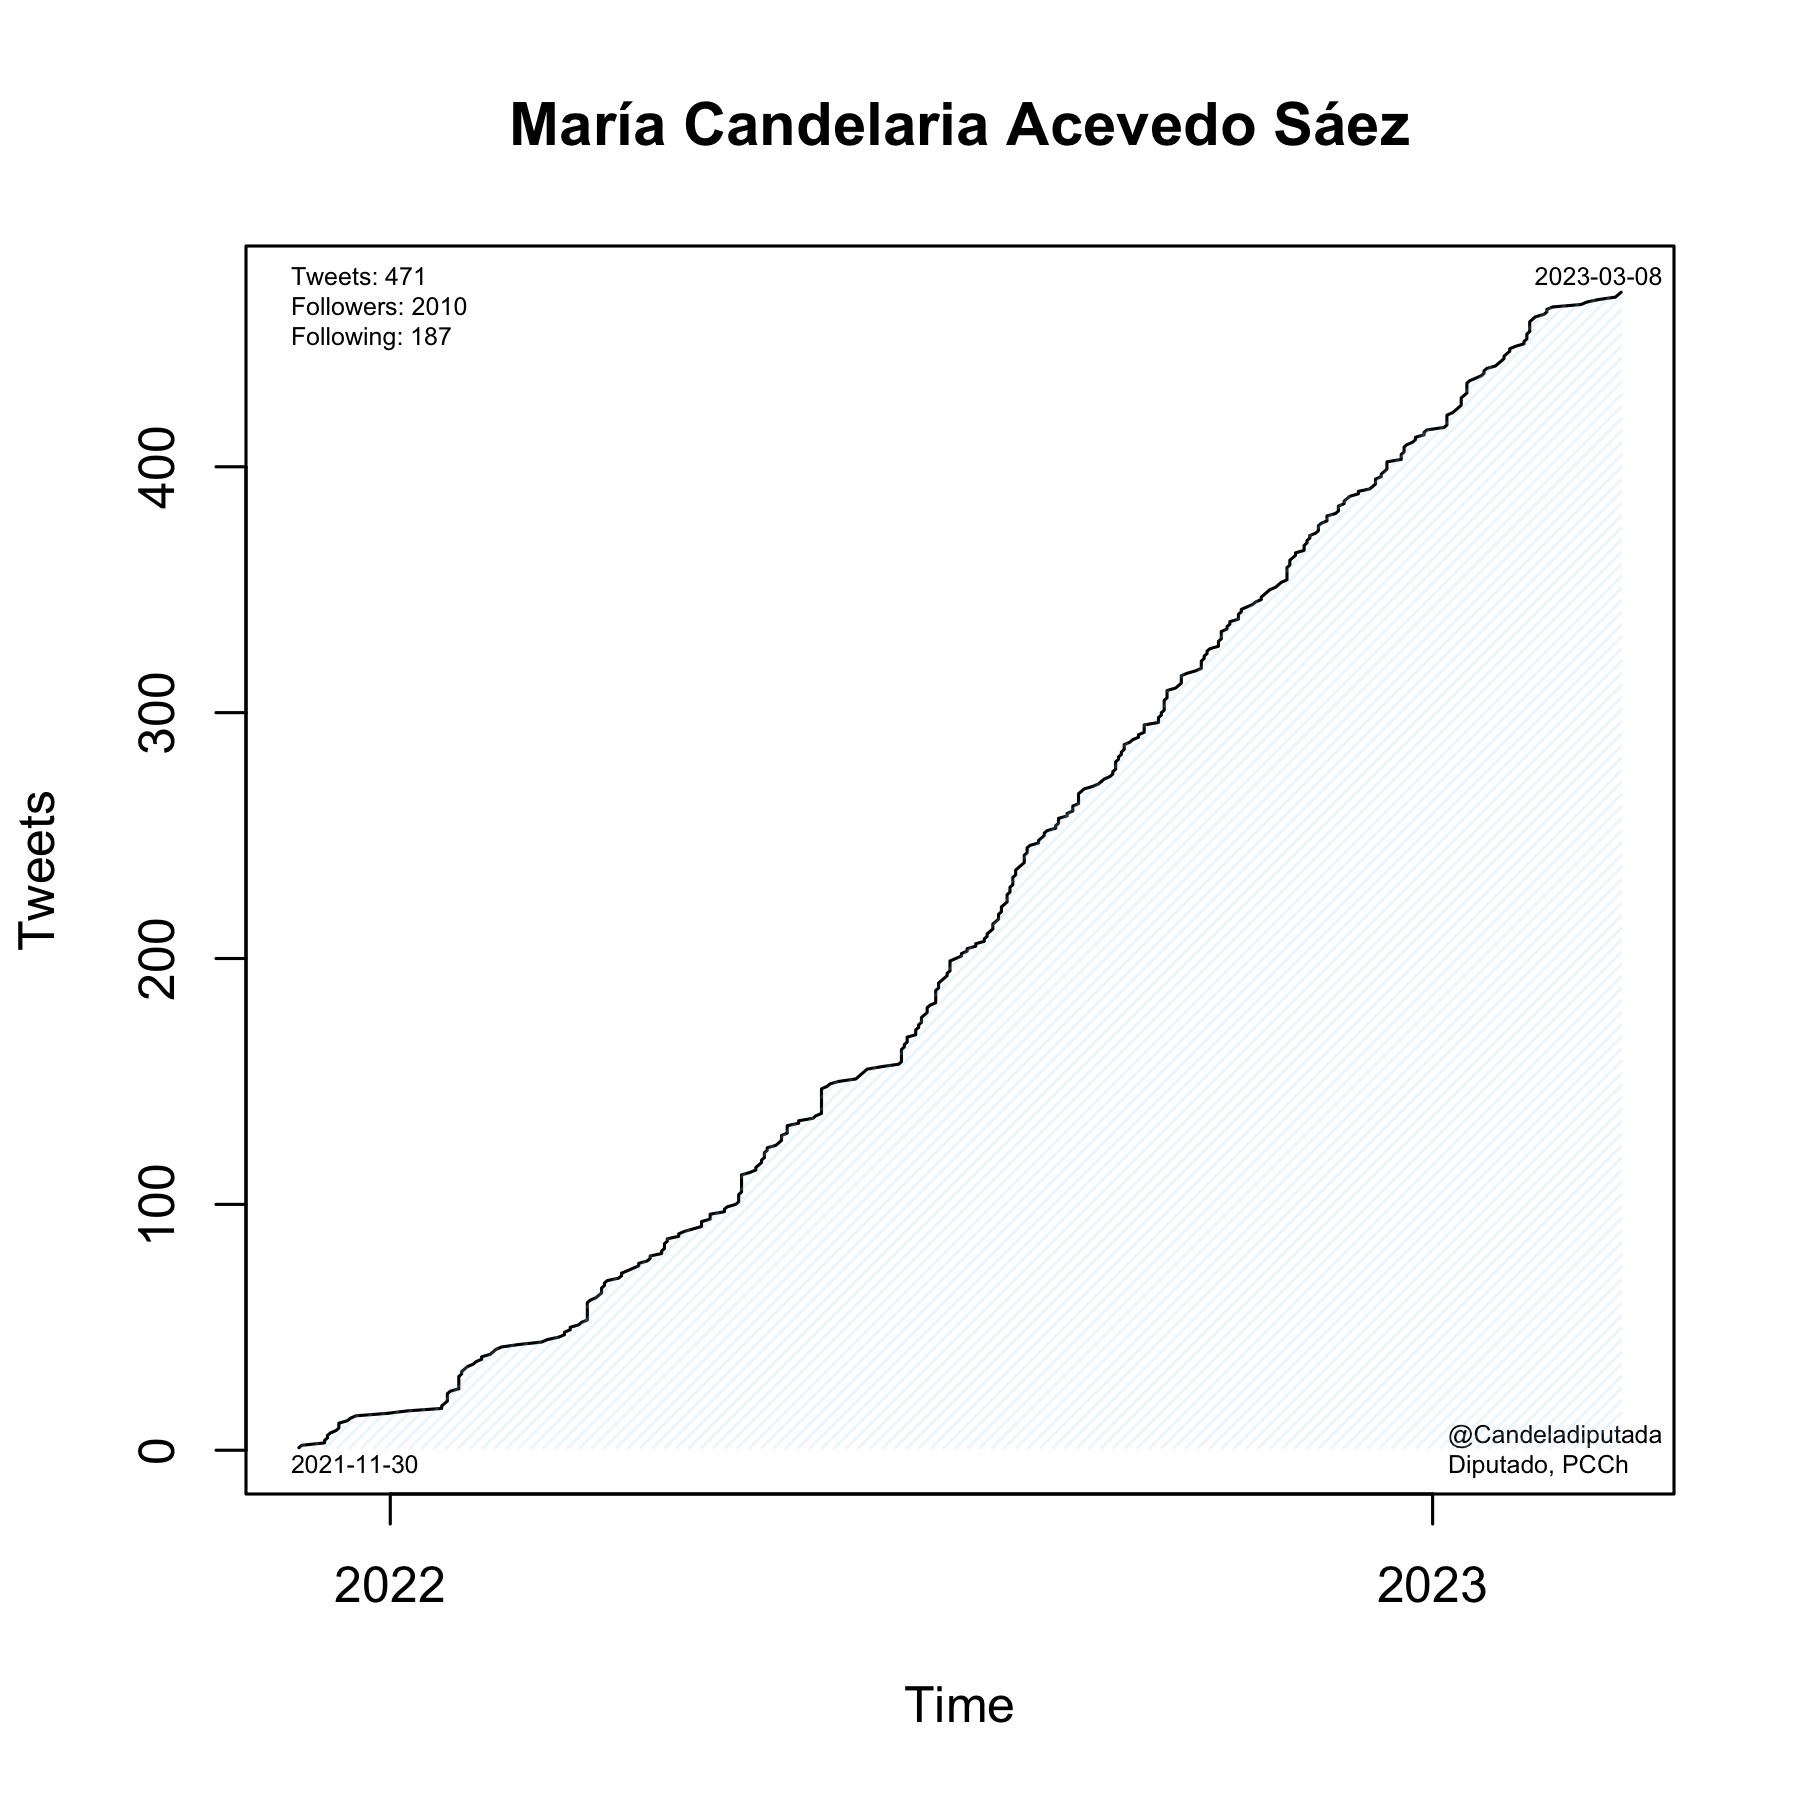 María Candelaria Acevedo Sáez
Tweets: 471
Followers: 2010
Following: 187
2023-03-08
400
300
200
100
0
Tweets
2021-11-30
@Candeladiputada
Diputado, PCCh
2022
2023
Time